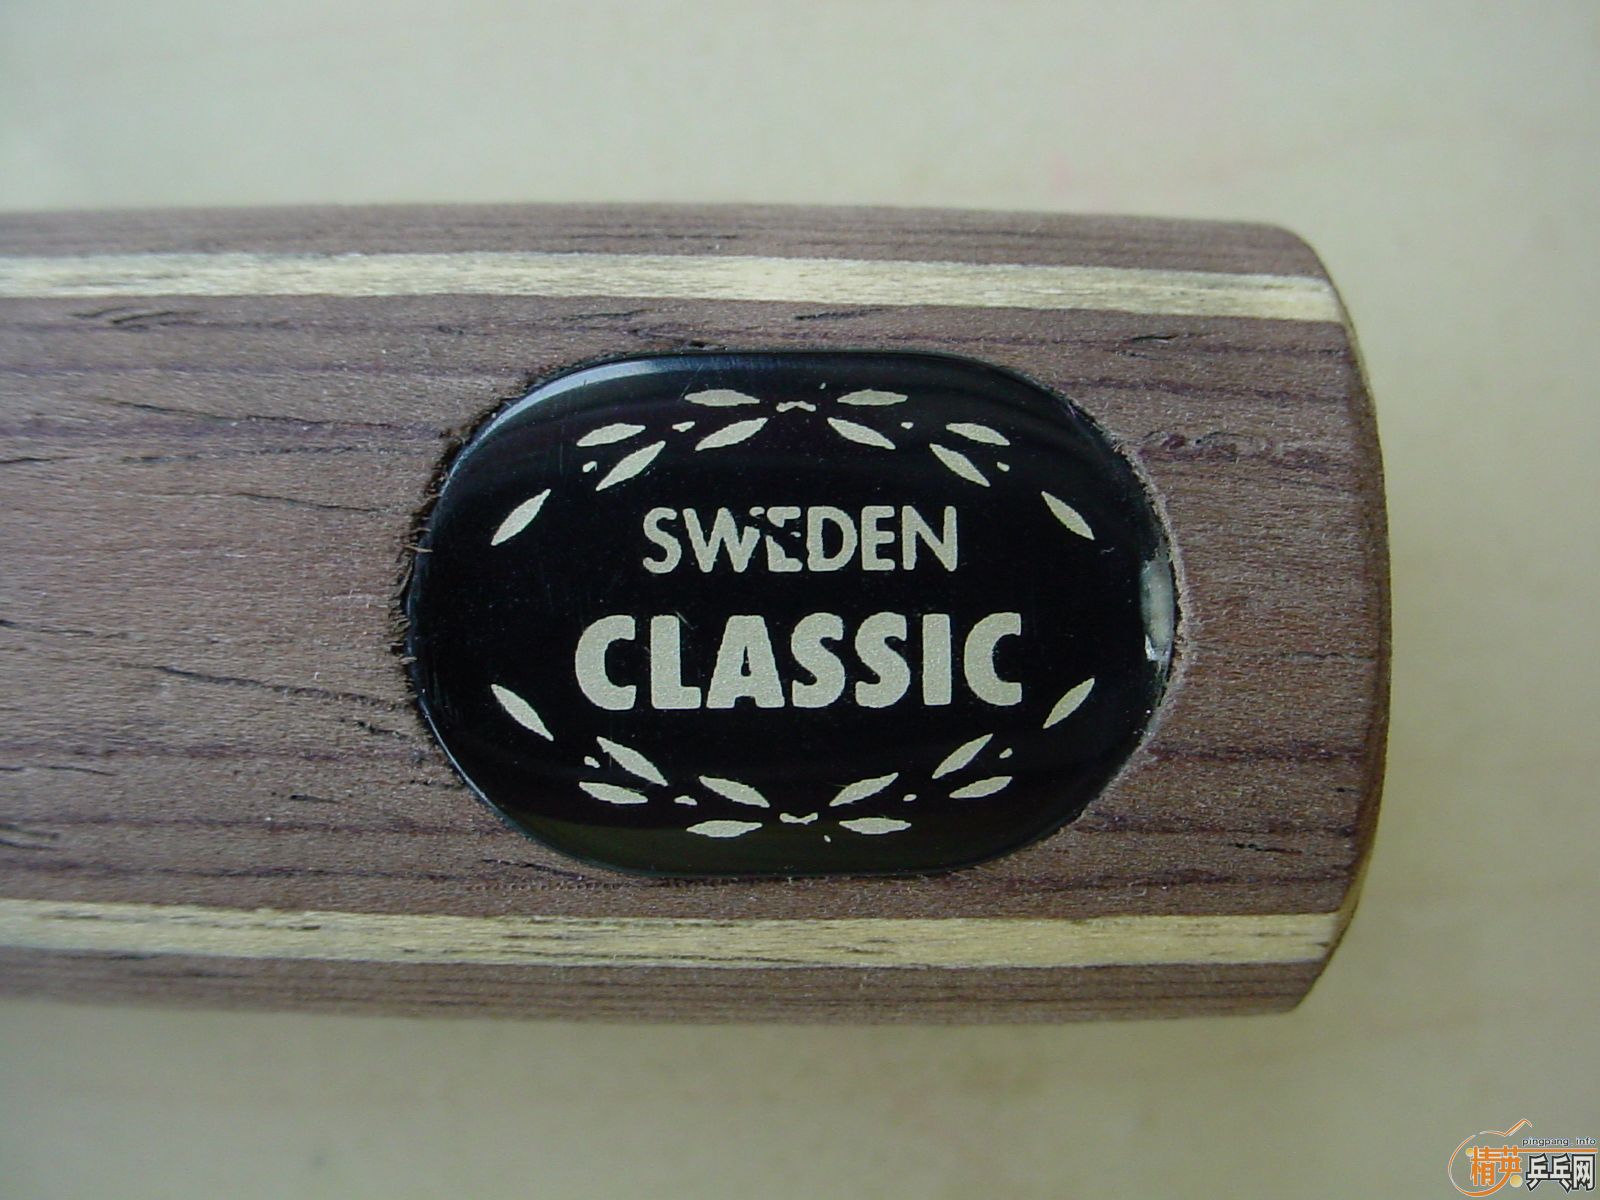 SWEDEN
CLASSIC
pingpang.info
精英乒乓网